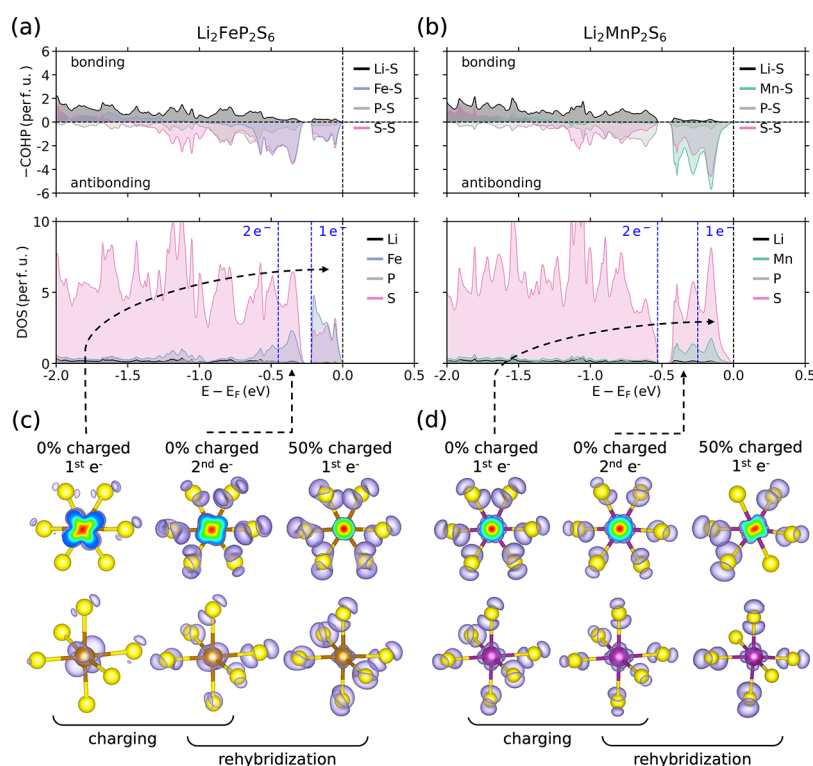 (a)
Li₂FeP₂S₆
(b)
Li₂MnP₂S₆
−COHP (perf. u.)
6
4
2
0
-2
-4
-6
bonding
Li-S
Fe-S
P-S
S-S
antibonding
bonding
Li-S
Mn-S
P-S
S-S
antibonding
DOS (perf. u.)
10
5
0
2 e⁻
1 e⁻
Li
Fe
P
S
2 e⁻
1 e⁻
Li
Mn
P
S
-2.0 -1.5 -1.0 -0.5 0.0 0.5
E − E_F (eV)
-2.0 -1.5 -1.0 -0.5 0.0 0.5
E − E_F (eV)
(c)
0% charged
1ˢᵗ e⁻
0% charged
2ⁿᵈ e⁻
50% charged
1ˢᵗ e⁻
charging
rehybridization
(d)
0% charged
1ˢᵗ e⁻
0% charged
2ⁿᵈ e⁻
50% charged
1ˢᵗ e⁻
charging
rehybridization